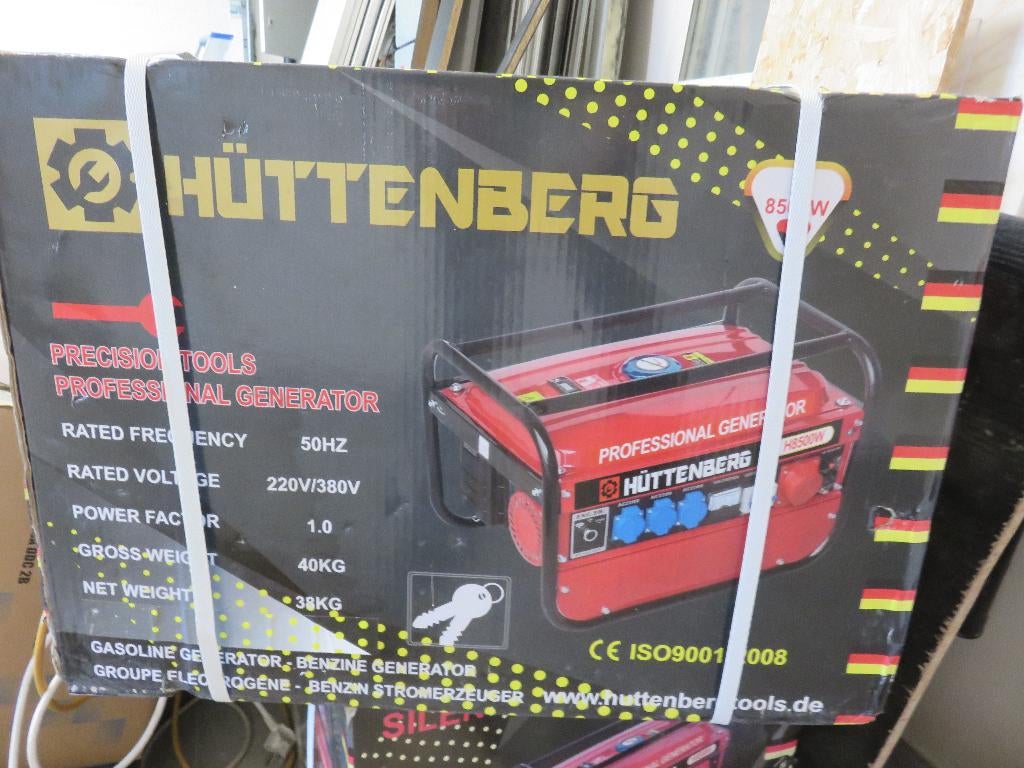 HÜTTENBERG
PRECISION TOOLS
PROFESSIONAL GENERATOR
RATED FREQUENCY 50HZ
RATED VOLTAGE 220V/380V
POWER FACTOR 1.0
GROSS WEIGHT 40KG
NET WEIGHT 38KG
GASOLINE GENERATOR - BENZINE GENERATOR
GROUPE ELECTROGENE - BENZIN STROMERZEUGER
8500W
PROFESSIONAL GENERATOR
H8500W
HÜTTENBERG
CE ISO9001:2008
www.huttenbergtools.de